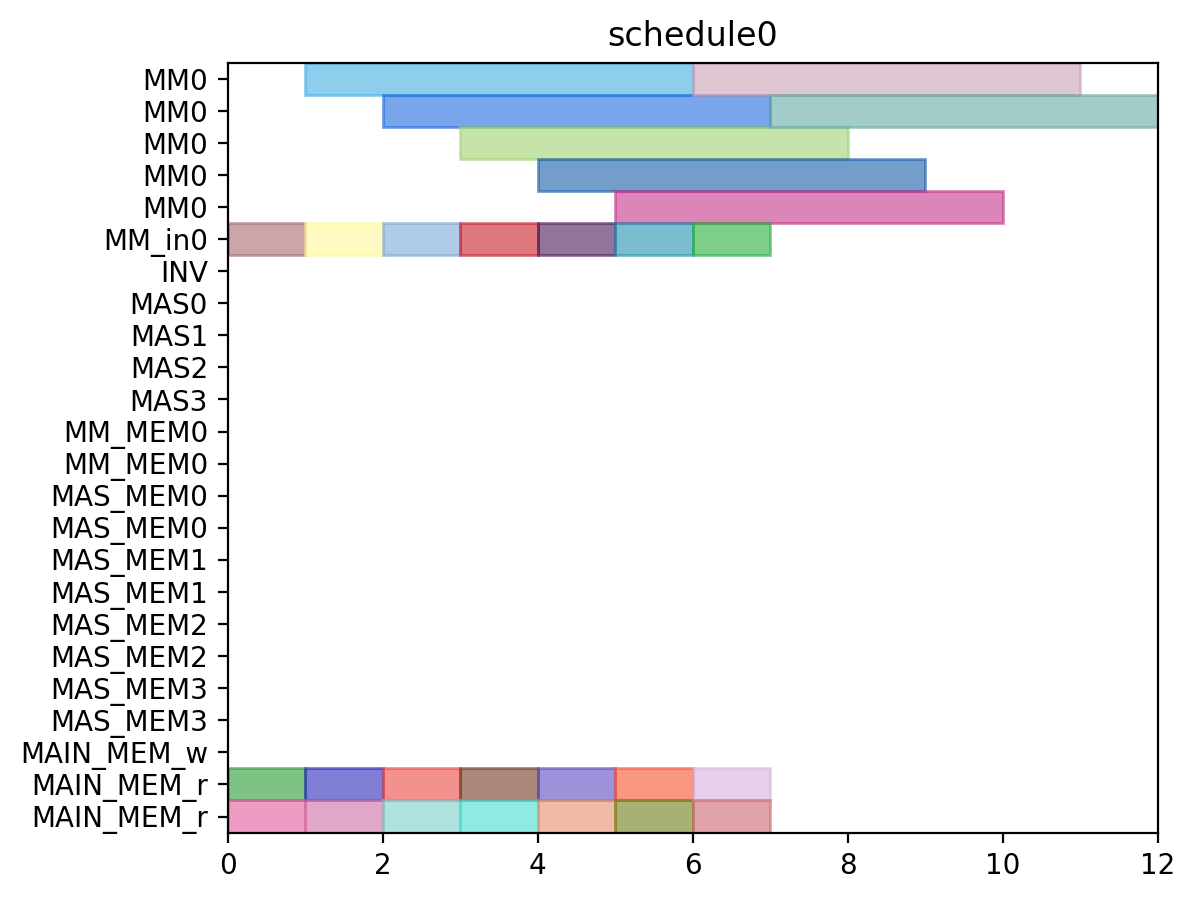 schedule0
MM0
MM0
MM0
MM0
MM0
MM_in0
INV
MAS0
MAS1
MAS2
MAS3
MM_MEM0
MM_MEM0
MAS_MEM0
MAS_MEM0
MAS_MEM1
MAS_MEM1
MAS_MEM2
MAS_MEM2
MAS_MEM3
MAS_MEM3
MAIN_MEM_w
MAIN_MEM_r
MAIN_MEM_r
0 2 4 6 8 10 12